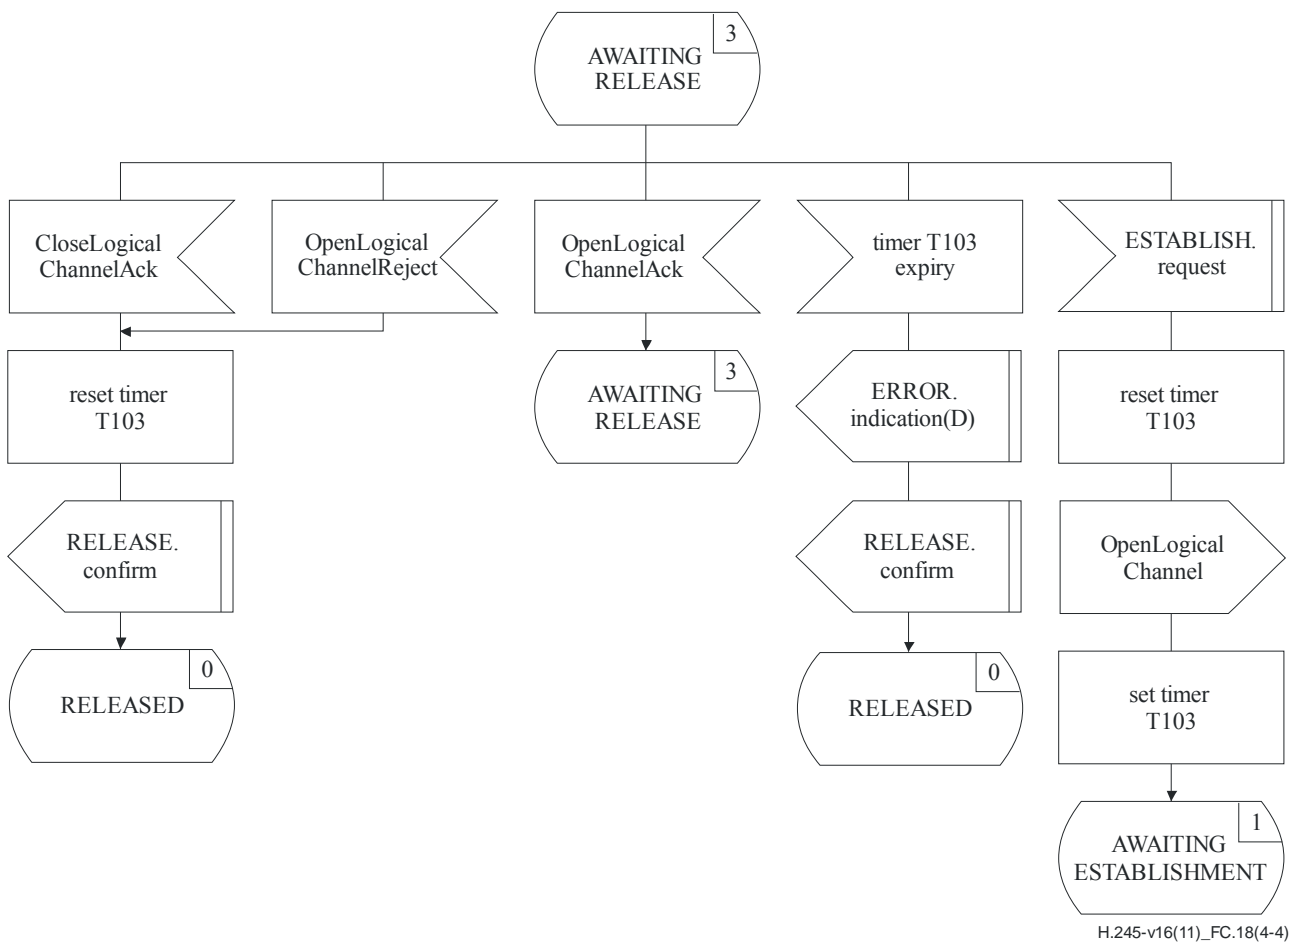 3
AWAITING
RELEASE
CloseLogical
ChannelAck
OpenLogical
ChannelReject
OpenLogical
ChannelAck
timer T103
expiry
ESTABLISH.
request
reset timer
T103
3
AWAITING
RELEASE
ERROR.
indication(D)
reset timer
T103
RELEASE.
confirm
RELEASE.
confirm
OpenLogical
Channel
0
RELEASED
0
RELEASED
set timer
T103
1
AWAITING
ESTABLISHMENT
H.245-v16(11)_FC.18(4-4)